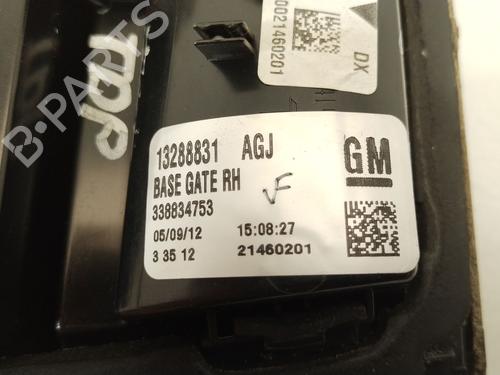 0021460201
DX
13288831 AGJ
GM
BASE GATE RH
338834753
05/09/12 15:08:27
3 35 12 21460201
B-PARTS